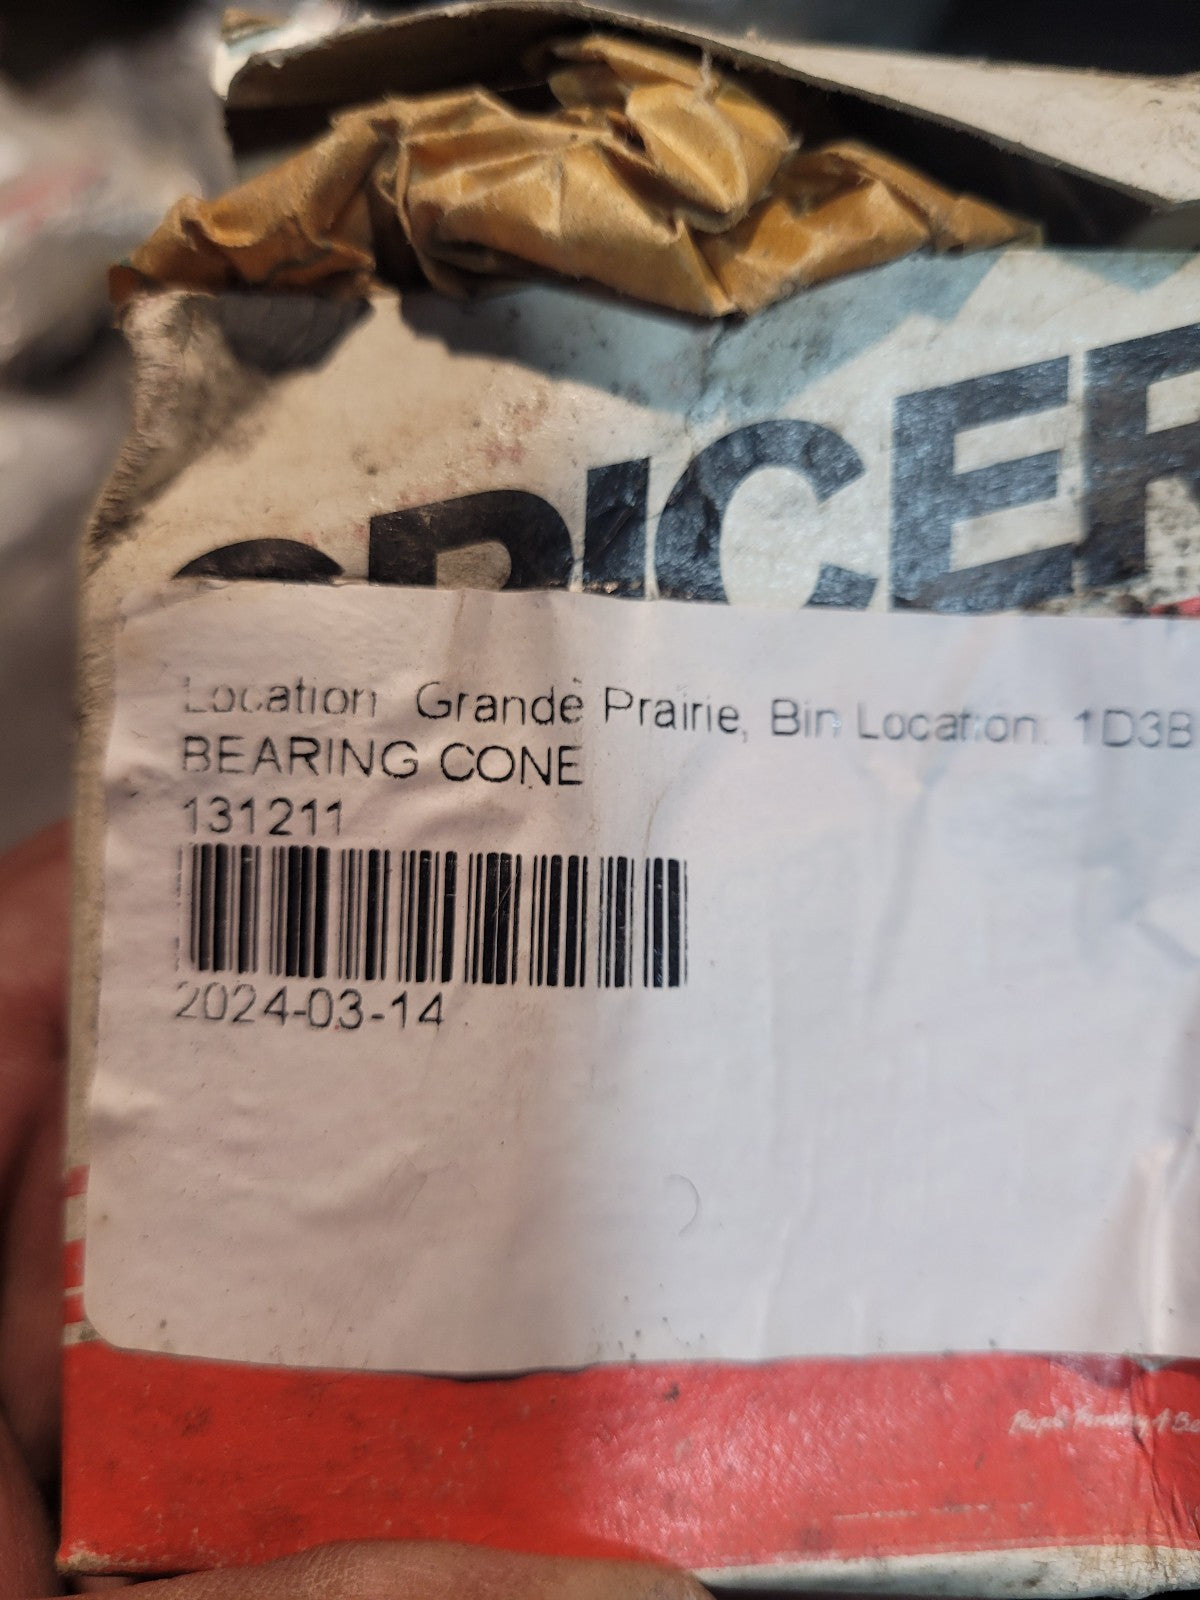 SPICER
Location: Grande Prairie, Bin Location: 1D3B
BEARING CONE
131211
2024-03-14